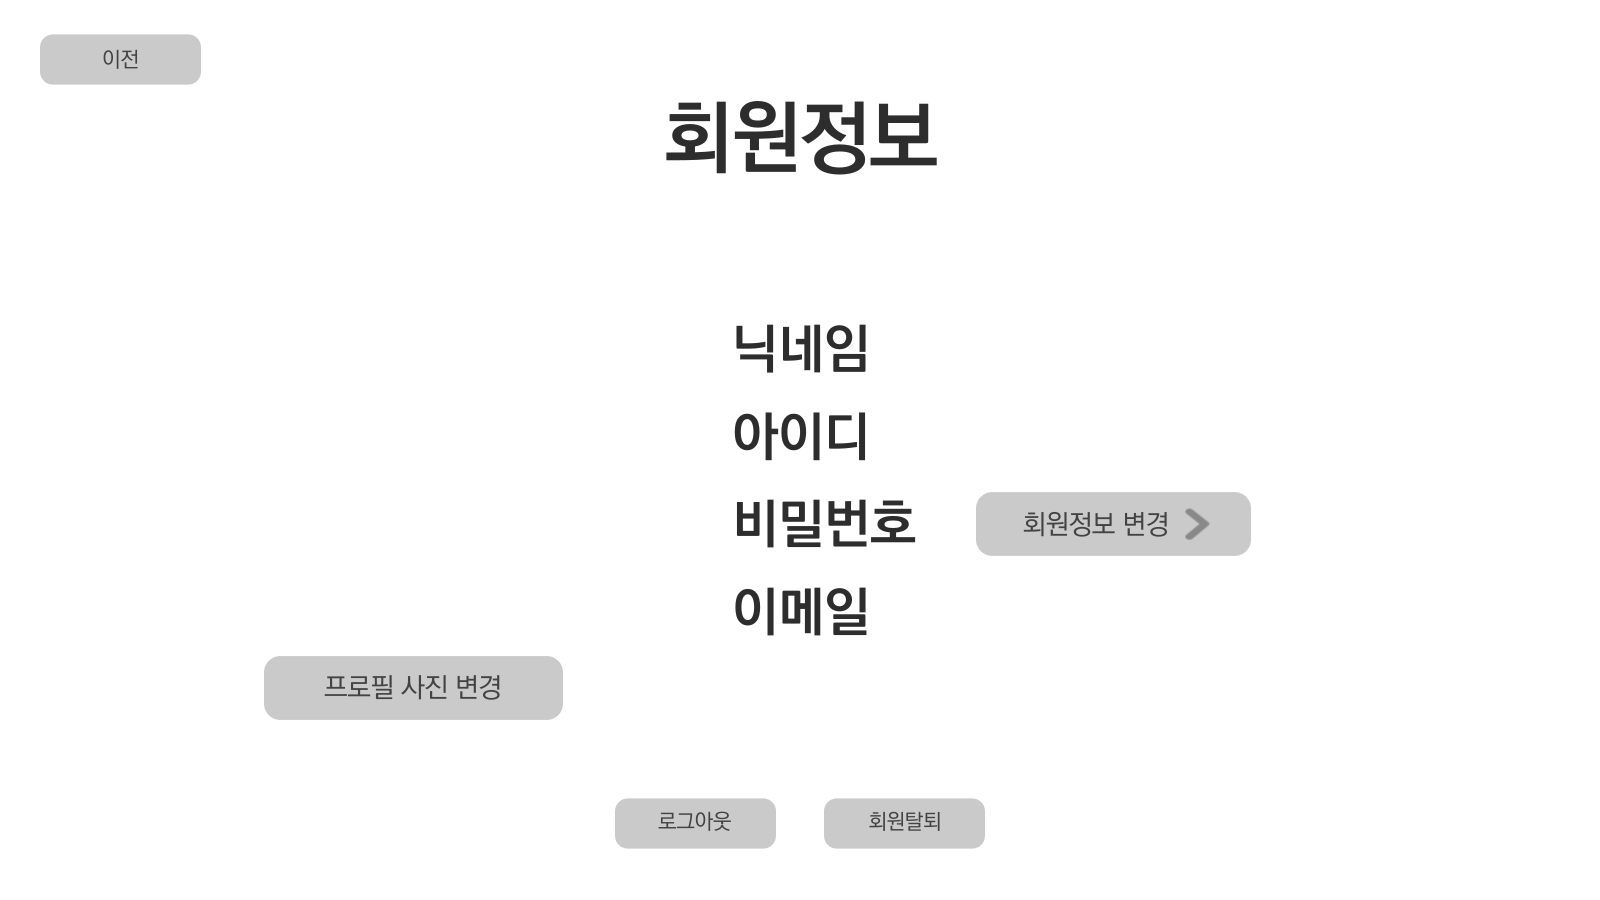 이전
회원정보
닉네임
아이디
비밀번호
회원정보 변경
이메일
프로필 사진 변경
로그아웃
회원탈퇴